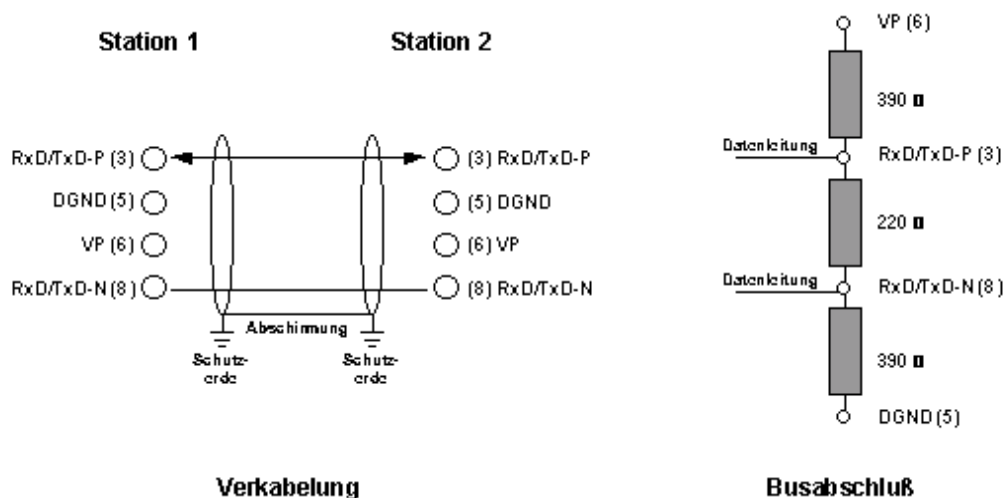 Station 1
Station 2
RxD/TxD-P (3)
(3) RxD/TxD-P
DGND (5)
(5) DGND
VP (6)
(6) VP
RxD/TxD-N (8)
(8) RxD/TxD-N
Abschirmung
Schutz-
erde
Schutz-
erde
Verkabelung
VP (6)
390
Datenleitung
RxD/TxD-P (3)
220
Datenleitung
RxD/TxD-N (8)
390
DGND (5)
Busabschluß